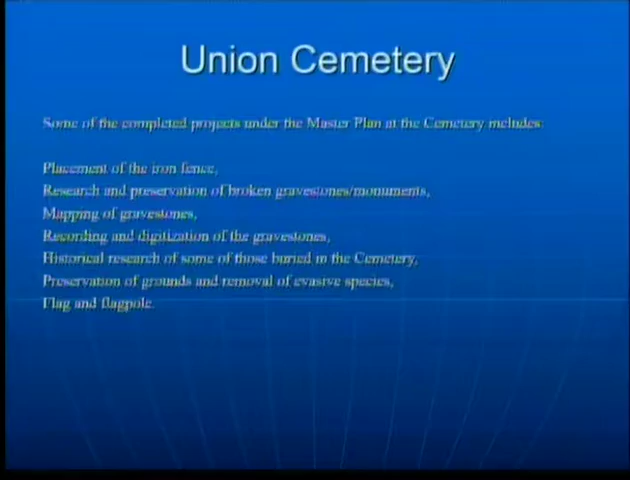 Union Cemetery
Some of the completed projects under the Master Plan at the Cemetery includes:
Placement of the iron fence,
Research and preservation of broken gravestones/monuments,
Mapping of gravestones,
Recording and digitization of the gravestones,
Historical research of some of those buried in the Cemetery,
Preservation of grounds and removal of evasive species,
Flag and flagpole.